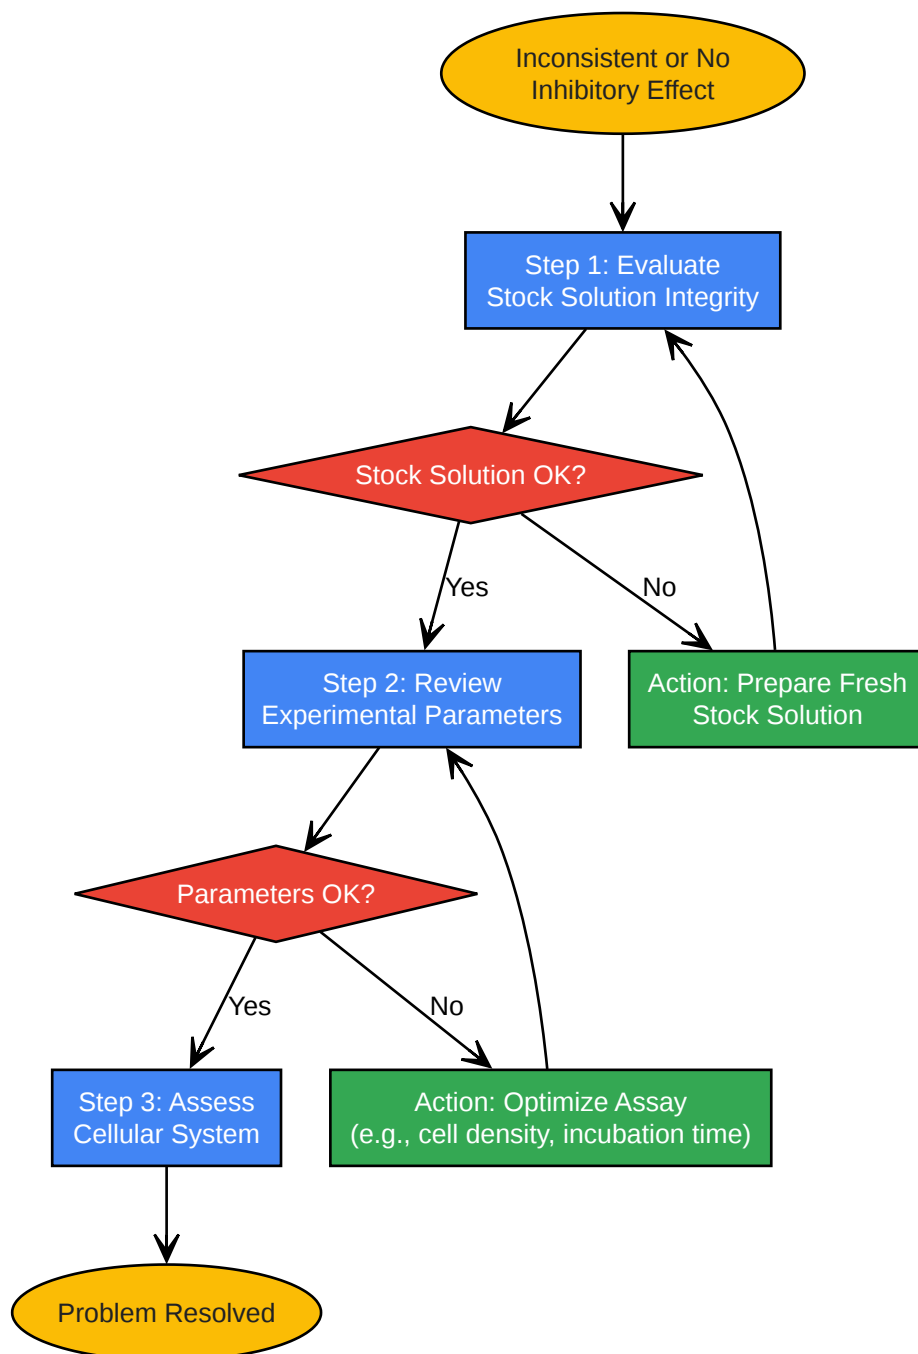 Inconsistent or No
Inhibitory Effect
Step 1: Evaluate
Stock Solution Integrity
Stock Solution OK?
Yes
No
Step 2: Review
Experimental Parameters
Action: Prepare Fresh
Stock Solution
Parameters OK?
Yes
No
Step 3: Assess
Cellular System
Action: Optimize Assay
(e.g., cell density, incubation time)
Problem Resolved